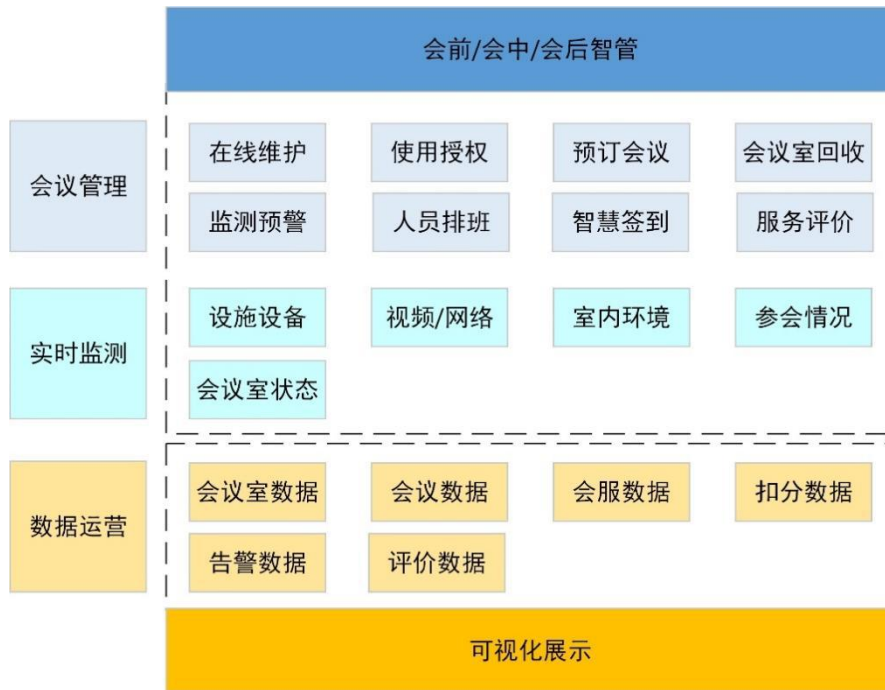 会前/会中/会后智管
会议管理
在线维护 使用授权 预订会议 会议室回收
监测预警 人员排班 智慧签到 服务评价
实时监测
设施设备 视频/网络 室内环境 参会情况
会议室状态
数据运营
会议室数据 会议数据 会服数据 扣分数据
告警数据 评价数据
可视化展示